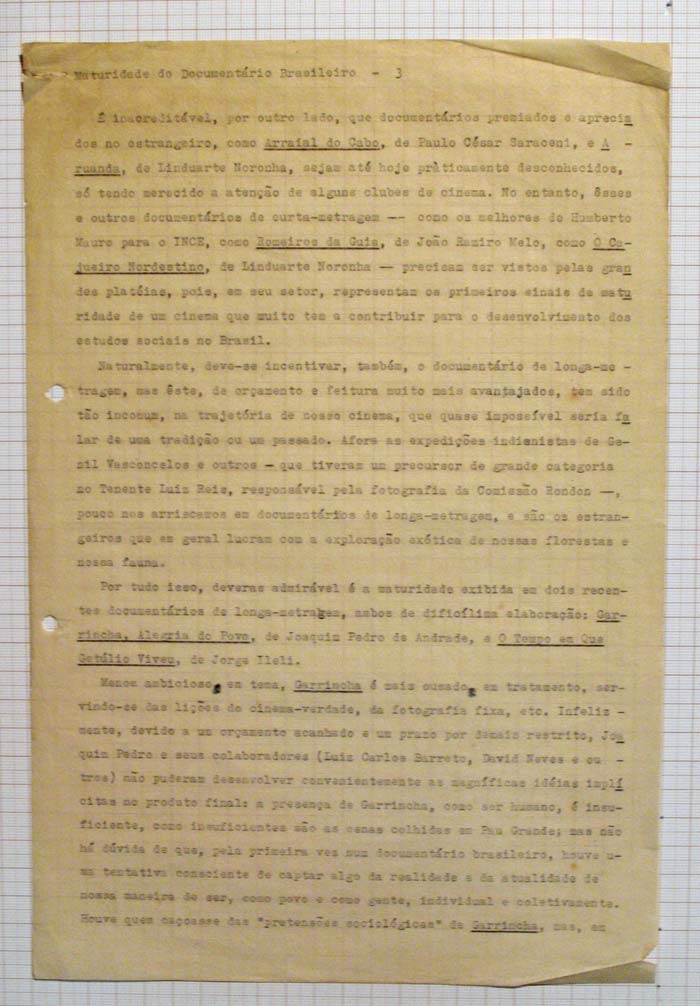 Maturidade do Documentário Brasileiro - 3
É inacreditável, por outro lado, que documentários premiados e aprecia
dos no estrangeiro, como Arraial do Cabo, de Paulo César Saraceni, e A -
ruanda, de Linduarte Noronha, sejam até hoje pràticamente desconhecidos,
só tendo merecido a atenção de alguns clubes de cinema. No entanto, êsses
e outros documentários de curta-metragem -- como os melhores de Humberto
Mauro para o INCE, como Romeiros da Guia, de João Ramiro Melo, como O Ca-
jueiro Nordestino, de Linduarte Noronha -- precisam ser vistos pelas gran
des platéias, pois, em seu setor, representam os primeiros sinais de matu
ridade de um cinema que muito tem a contribuir para o desenvolvimento dos
estudos sociais no Brasil.
Naturalmente, deve-se incentivar, também, o documentário de longa-me -
tragem, mas êste, de orçamento e feitura muito mais avantajados, tem sido
tão incomum, na trajetória de nosso cinema, que quase impossível seria fa
lar de uma tradição ou um passado. Afora as expedições indianistas de Ge-
nil Vasconcelos e outros - que tiveram um precursor de grande categoria
no Tenente Luiz Reis, responsável pela fotografia da Comissão Rondon --,
pouco nos arriscamos em documentários de longa-metragem, e são os estran-
geiros que em geral lucram com a exploração exótica de nossas florestas e
nossa fauna.
Por tudo isso, deveras admirável é a maturidade exibida em dois recen-
tes documentários de longa-metragem, ambos de dificílima elaboração: Gar-
rincha, Alegria do Povo, de Joaquim Pedro de Andrade, e O Tempo em Que
Getúlio Viveu, de Jorge Ileli.
Menos ambicioso em tema, Garrincha é mais ousado em tratamento, ser-
vindo-se das lições do cinema-verdade, da fotografia fixa, etc. Infeliz -
mente, devido a um orçamento acanhado e um prazo por demais restrito, Joa
quim Pedro e seus colaboradores (Luiz Carlos Barreto, David Neves e ou -
tros) não puderam desenvolver convenientemente as magníficas idéias implí
citas no produto final: a presença de Garrincha, como ser humano, é insu-
ficiente, como insuficientes são as cenas colhidas em Pau Grande; mas não
há dúvida de que, pela primeira vez num documentário brasileiro, houve u-
ma tentativa consciente de captar algo da realidade e da atualidade de
nossa maneira de ser, como povo e como gente, individual e coletivamente.
Houve quem caçoasse das "pretensões sociológicas" de Garrincha, mas, em